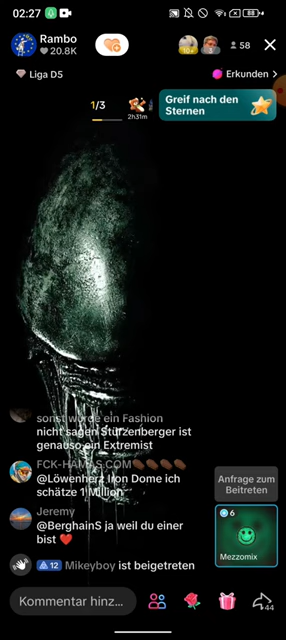 02:27
Rambo
20.8K
10+
58
Liga D5
Erkunden
1/3
2h31m
Greif nach den
Sternen
sonst würde ein Fashion
nicht sagen Stürzenberger ist
genauso ein Extremist
FCK-HAMAS.COM
@Löwenherz Iron Dome ich
schätze 1 Million
Jeremy
@BerghainS ja weil du einer
bist
12 Mikeyboy ist beigetreten
Anfrage zum
Beitreten
6
Mezzomix
Kommentar hinz...
44